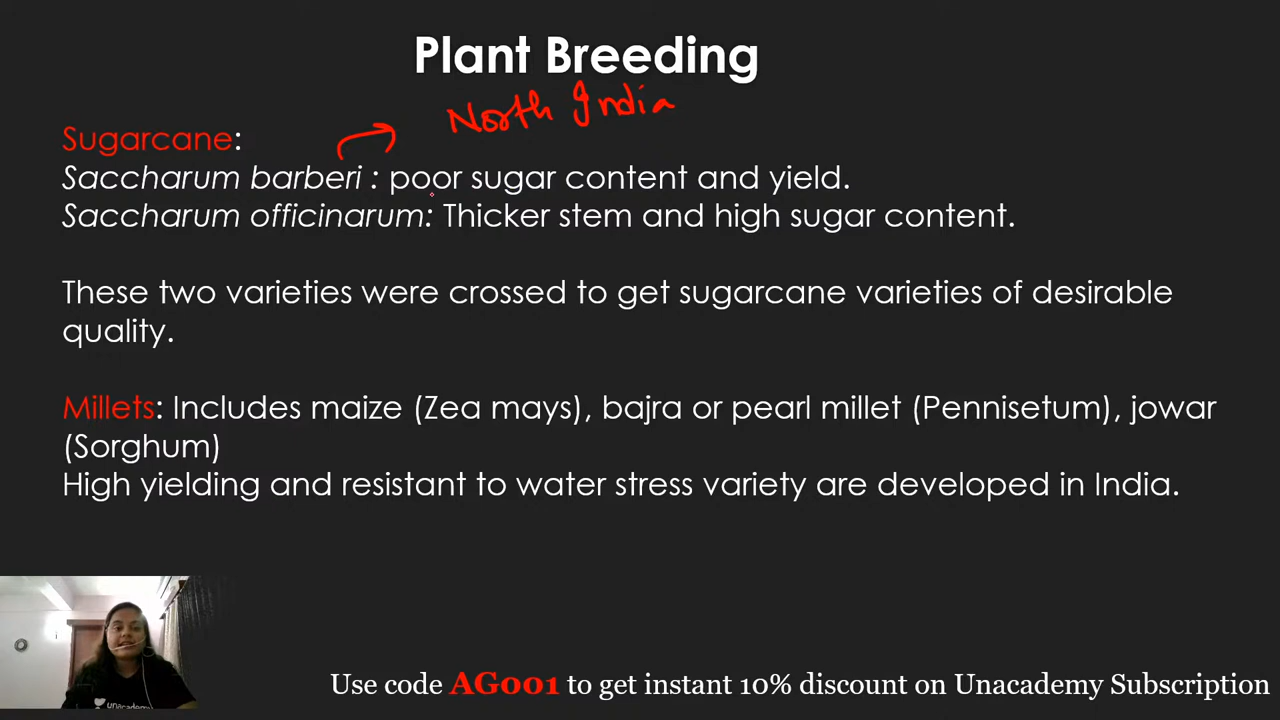 Plant Breeding
North India
Sugarcane:
Saccharum barberi : poor sugar content and yield.
Saccharum officinarum: Thicker stem and high sugar content.
These two varieties were crossed to get sugarcane varieties of desirable
quality.
Millets: Includes maize (Zea mays), bajra or pearl millet (Pennisetum), jowar
(Sorghum)
High yielding and resistant to water stress variety are developed in India.
unacademy
Use code AG001 to get instant 10% discount on Unacademy Subscription